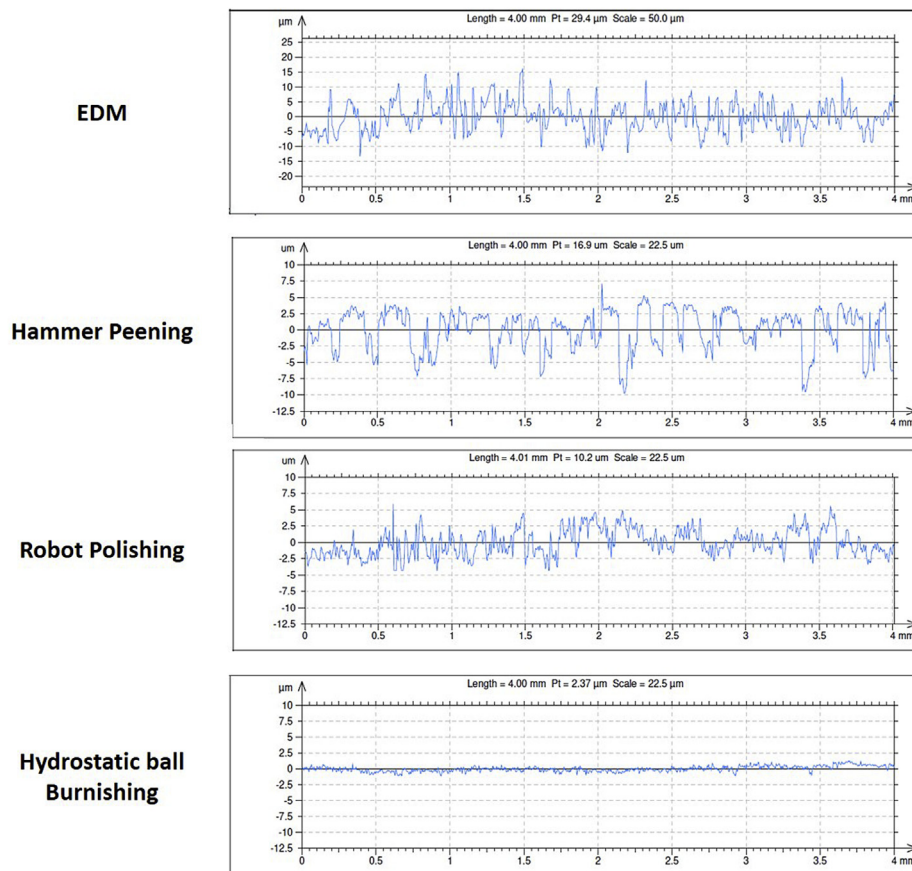 Length = 4.00 mm Pt = 29.4 µm Scale = 50.0 µm
µm
25
20
15
10
5
0
-5
-10
-15
-20
0 0.5 1 1.5 2 2.5 3 3.5 4 mm
EDM
Length = 4.00 mm Pt = 16.9 um Scale = 22.5 um
um
10
7.5
5
2.5
0
-2.5
-5
-7.5
-10
-12.5
0 0.5 1 1.5 2 2.5 3 3.5 4 mm
Hammer Peening
Length = 4.01 mm Pt = 10.2 um Scale = 22.5 um
um
10
7.5
5
2.5
0
-2.5
-5
-7.5
-10
-12.5
0 0.5 1 1.5 2 2.5 3 3.5 4 mm
Robot Polishing
Length = 4.00 mm Pt = 2.37 µm Scale = 22.5 µm
µm
10
7.5
5
2.5
0
-2.5
-5
-7.5
-10
-12.5
0 0.5 1 1.5 2 2.5 3 3.5 4 mm
Hydrostatic ball
Burnishing